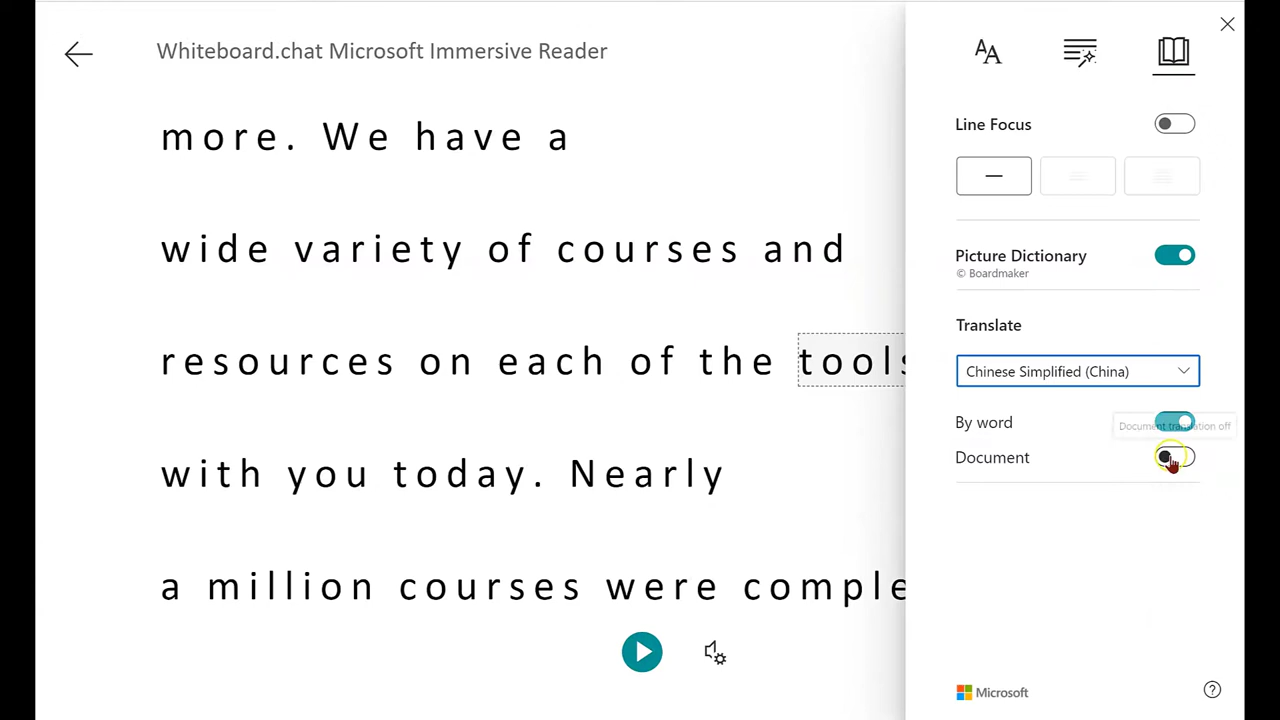 Whiteboard.chat Microsoft Immersive Reader
more. We have a
wide variety of courses and
resources on each of the tools
with you today. Nearly
a million courses were comple
AA
Line Focus
Picture Dictionary
© Boardmaker
Translate
Chinese Simplified (China)
By word
Document translation off
Document
Microsoft